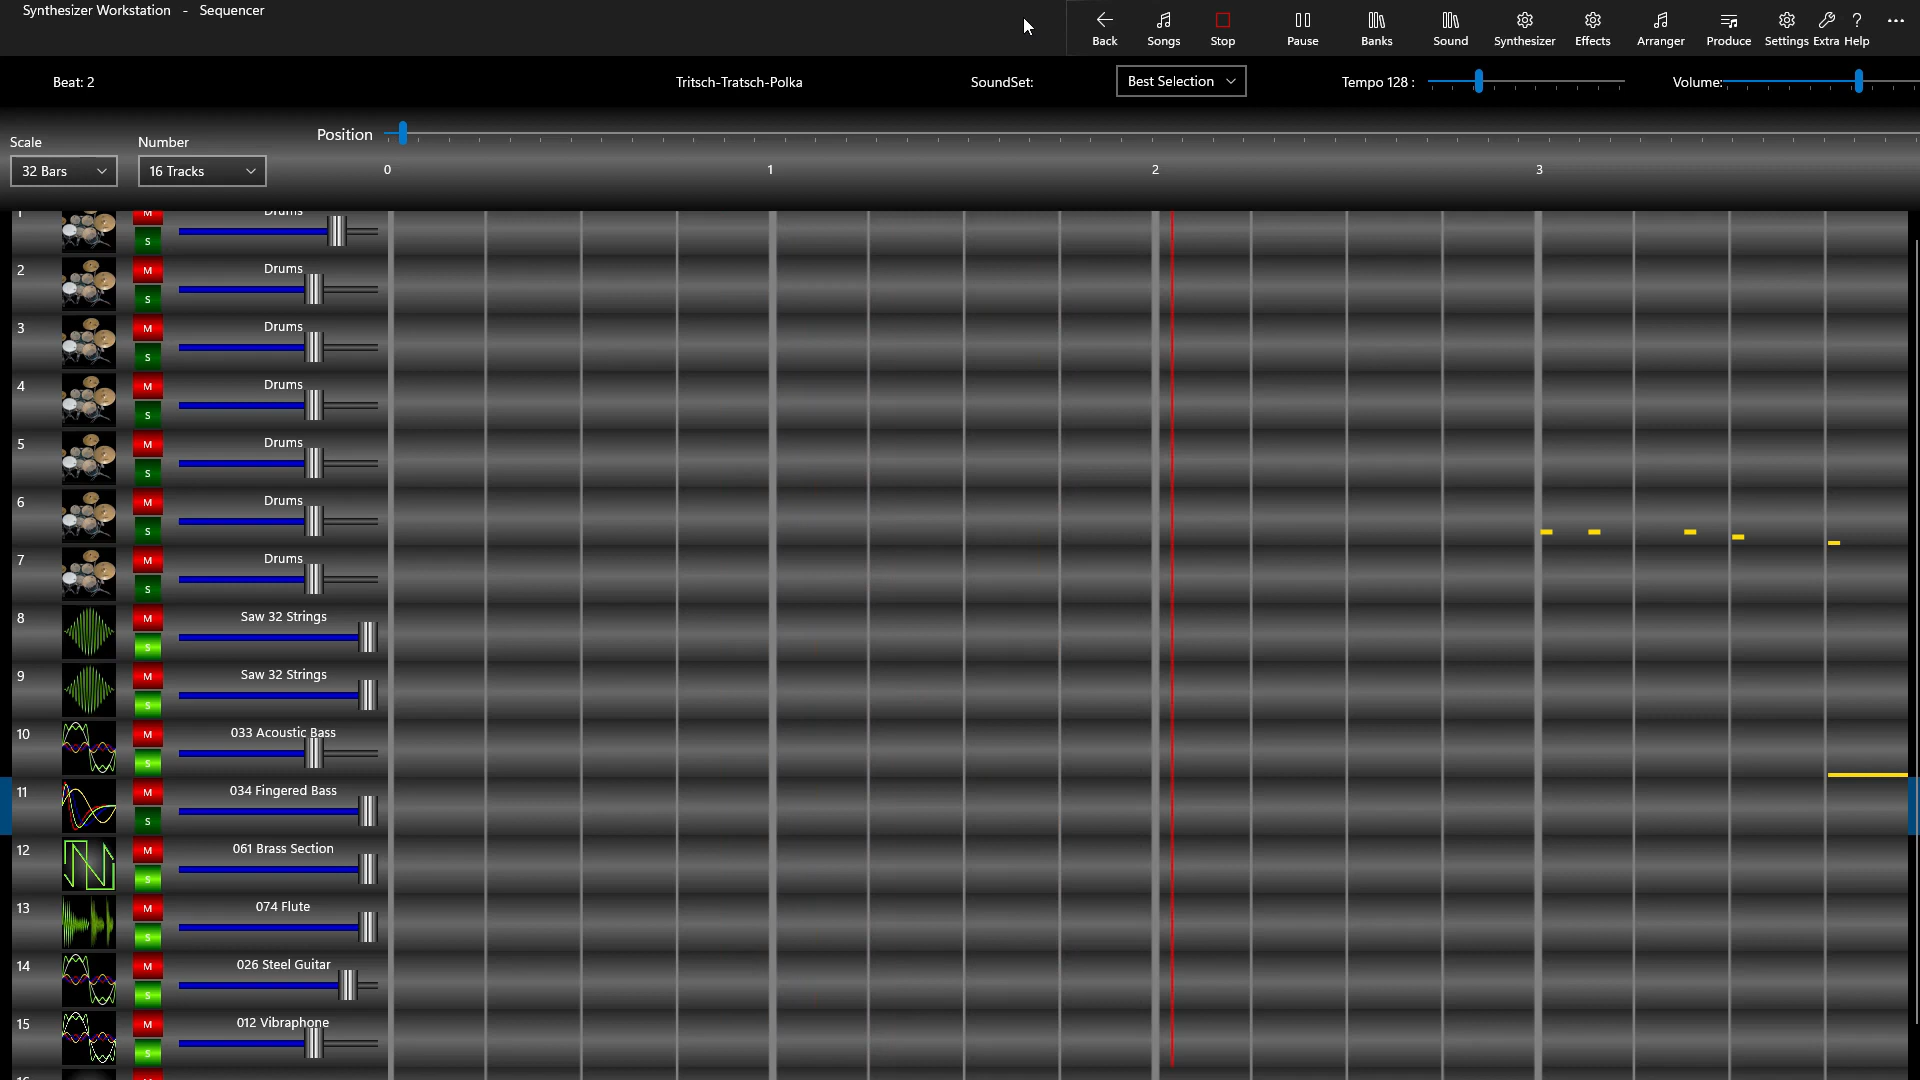 Synthesizer Workstation - Sequencer
Back Songs Stop Pause Banks Sound Synthesizer Effects Arranger Produce Settings Extra Help
Beat: 2 Tritsch-Tratsch-Polka SoundSet: Best Selection Tempo 128 : Volume:
Scale Number Position
32 Bars 16 Tracks 0 1 2 3
1 M Drums
S
2 M Drums
S
3 M Drums
S
4 M Drums
S
5 M Drums
S
6 M Drums
S
7 M Drums
S
8 M Saw 32 Strings
S
9 M Saw 32 Strings
S
10 M 033 Acoustic Bass
S
11 M 034 Fingered Bass
S
12 M 061 Brass Section
S
13 M 074 Flute
S
14 M 026 Steel Guitar
S
15 M 012 Vibraphone
S